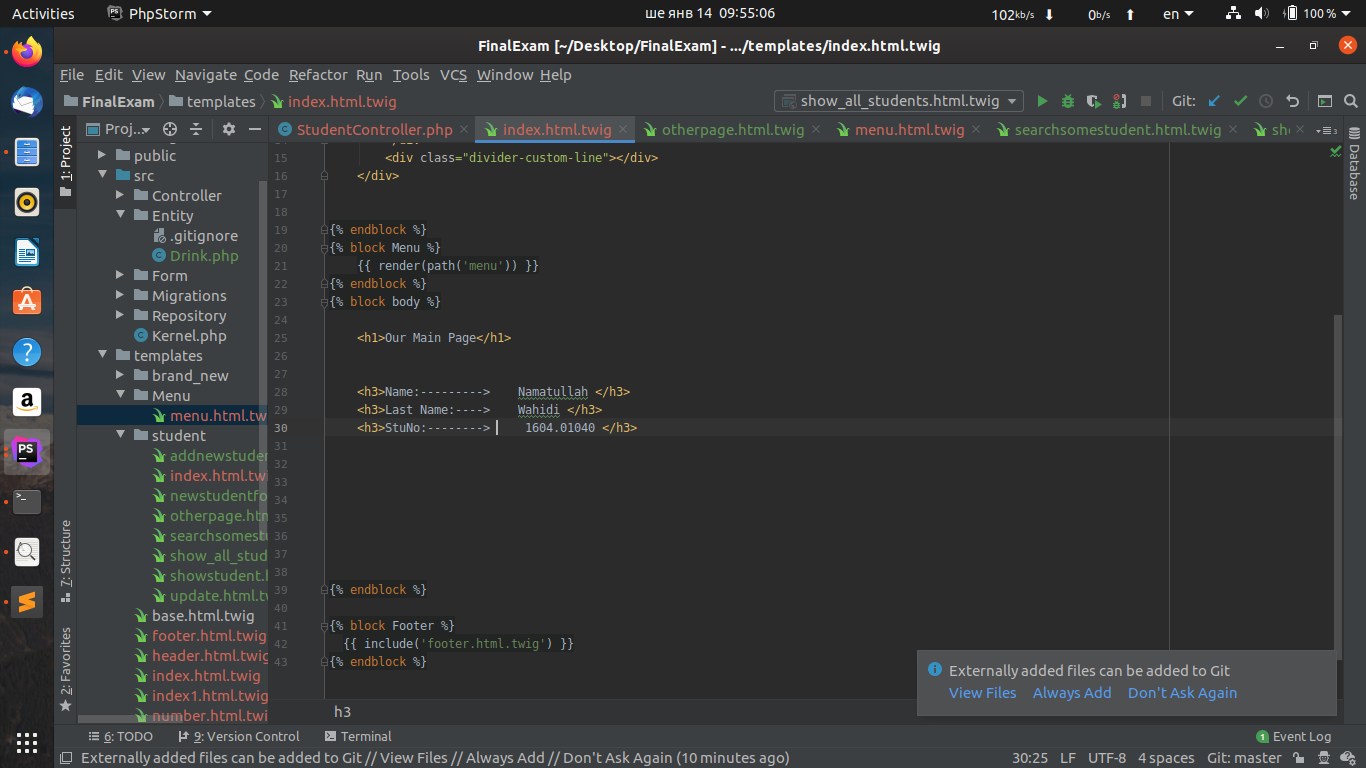 Activities PhpStorm ше янв 14 09:55:06 102kb/s 0b/s en 100 %
FinalExam [~/Desktop/FinalExam] - .../templates/index.html.twig
File Edit View Navigate Code Refactor Run Tools VCS Window Help
FinalExam templates index.html.twig show_all_students.html.twig Git:
1: Project Proj... StudentController.php index.html.twig otherpage.html.twig menu.html.twig searchsomestudent.html.twig sh
Database
7: Structure
2: Favorites
public
src
Controller
Entity
.gitignore
Drink.php
Form
Migrations
Repository
Kernel.php
templates
brand_new
Menu
menu.html.tw
student
addnewstude
index.html.twi
newstudentfo
otherpage.htm
searchsomest
show_all_stud
showstudent.h
update.html.tw
base.html.twig
footer.html.twig
header.html.twig
index.html.twig
index1.html.twig
number.html.twi
15 <div class="divider-custom-line"></div>
16 </div>
17
18
19 {% endblock %}
20 {% block Menu %}
21 {{ render(path('menu')) }}
22 {% endblock %}
23 {% block body %}
24
25 <h1>Our Main Page</h1>
26
27
28 <h3>Name:---------> Namatullah </h3>
29 <h3>Last Name:----> Wahidi </h3>
30 <h3>StuNo:--------> 1604.01040 </h3>
31
32
33
34
35
36
37
38
39 {% endblock %}
40
41 {% block Footer %}
42 {{ include('footer.html.twig') }}
43 {% endblock %}
Externally added files can be added to Git
View Files Always Add Don't Ask Again
h3
6: TODO 9: Version Control Terminal 1 Event Log
Externally added files can be added to Git // View Files // Always Add // Don't Ask Again (10 minutes ago) 30:25 LF UTF-8 4 spaces Git: master